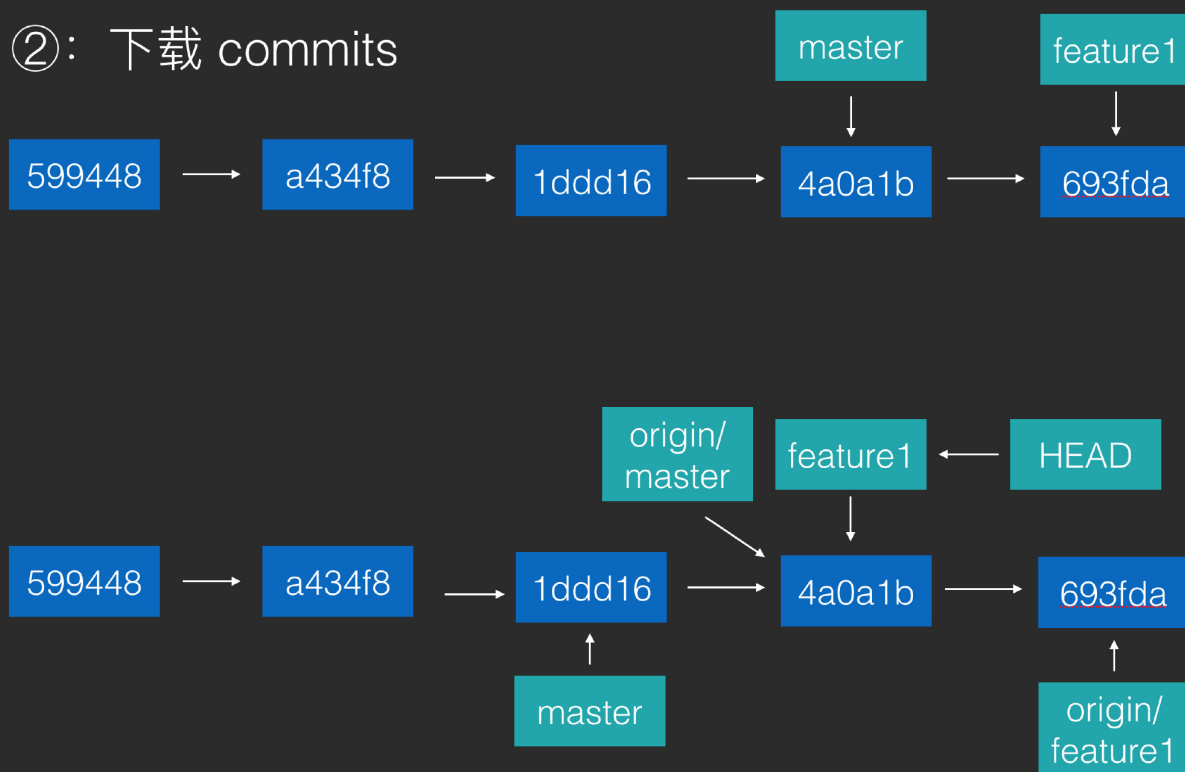 ②：下载 commits
master
feature1
599448
a434f8
1ddd16
4a0a1b
693fda
origin/
master
feature1
HEAD
599448
a434f8
1ddd16
4a0a1b
693fda
master
origin/
feature1